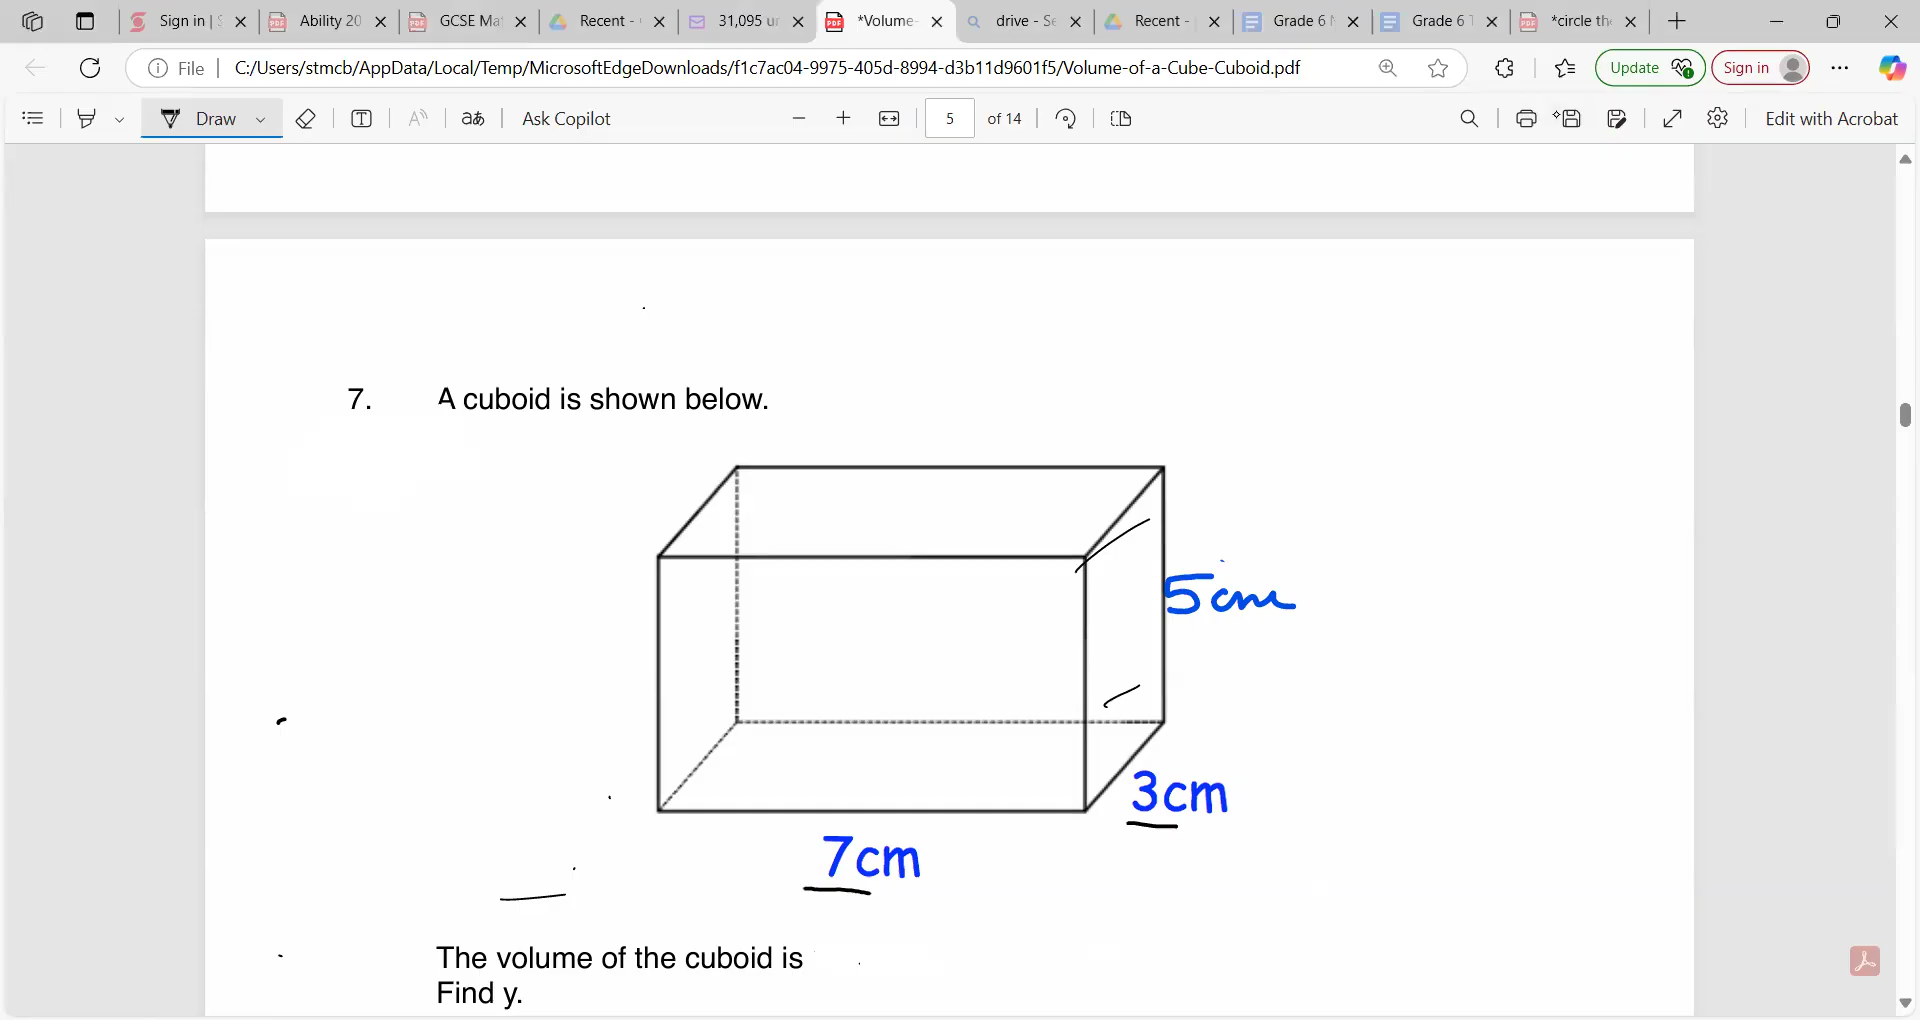 Sign in | S
Ability 20
GCSE Ma
Recent -
31,095 u
*Volume-
drive - Se
Recent -
Grade 6
Grade 6 T
*circle th
File
C:/Users/stmcb/AppData/Local/Temp/MicrosoftEdgeDownloads/f1c7ac04-9975-405d-8994-d3b11d9601f5/Volume-of-a-Cube-Cuboid.pdf
Update
Sign in
Draw
Ask Copilot
5 of 14
Edit with Acrobat
7. A cuboid is shown below.
5cm
3cm
7cm
The volume of the cuboid is
Find y.